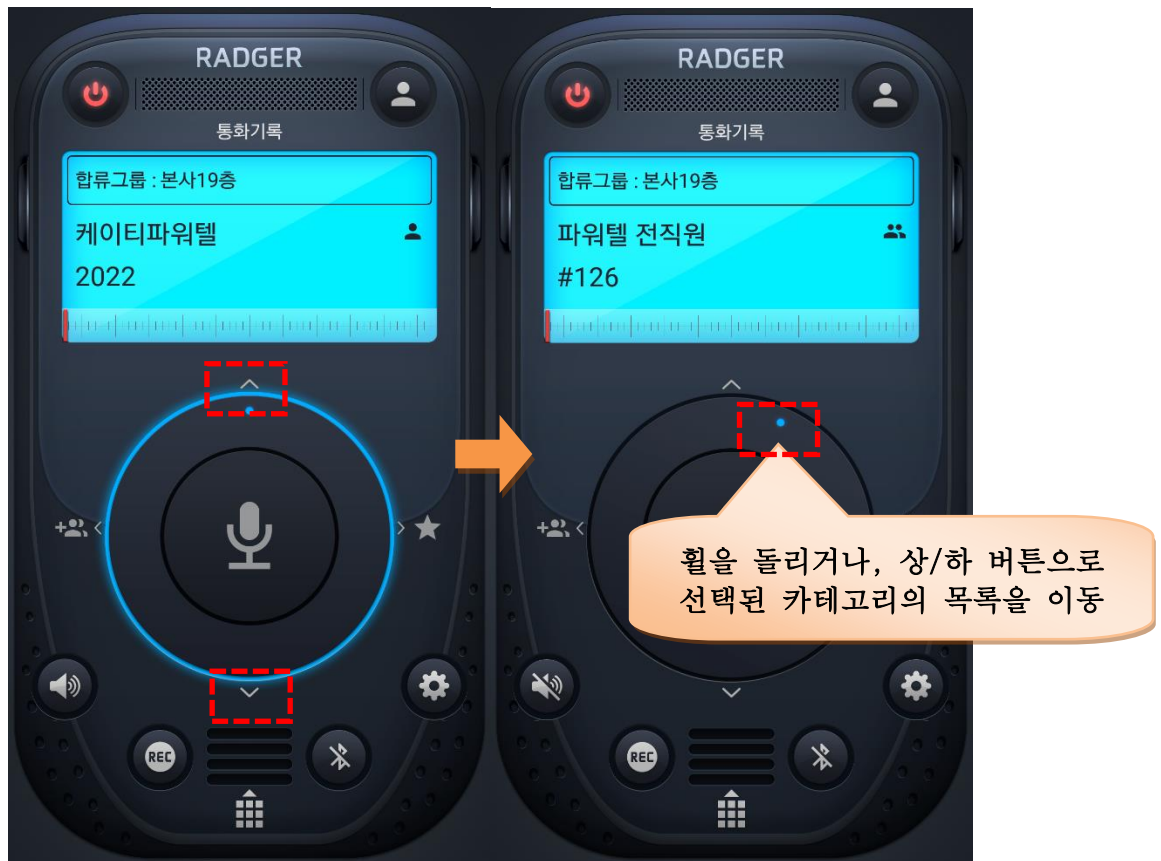 RADGER
통화기록
합류그룹 : 본사19층
케이티파워텔
2022
REC
RADGER
통화기록
합류그룹 : 본사19층
파워텔 전직원
#126
휠을 돌리거나, 상/하 버튼으로
선택된 카테고리의 목록을 이동
REC